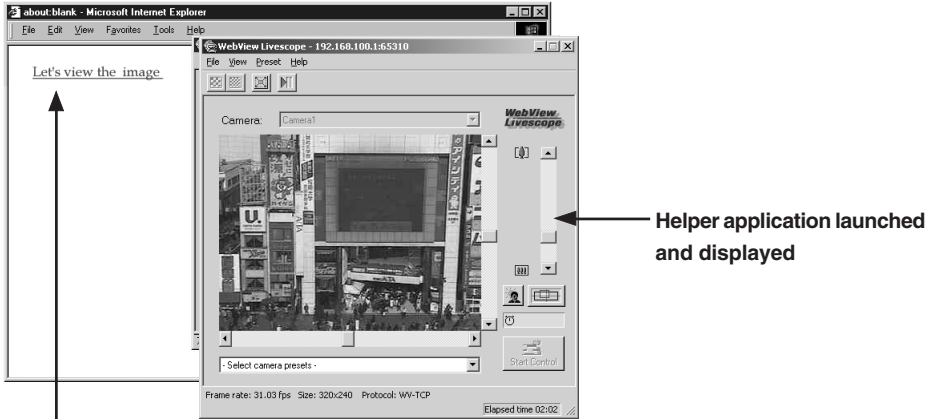 about:blank - Microsoft Internet Explorer
File Edit View Favorites Tools Help
Let's view the image
WebView Livescope - 192.168.100.1:65310
File View Preset Help
Camera: Camera1
WebView
Livescope
U.
ALTA
- Select camera presets -
Start Control
Frame rate: 31.03 fps Size: 320x240 Protocol: WV-TCP
Elapsed time 02:02
Helper application launched
and displayed